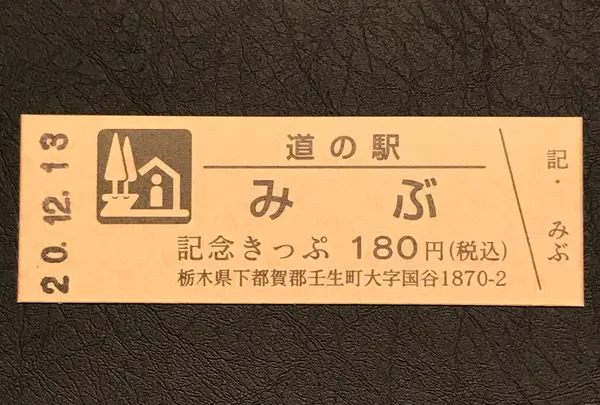 20.12.13
道の駅
みぶ
記念きっぷ 180円(税込)
栃木県下都賀郡壬生町大字国谷1870-2
記・みぶ